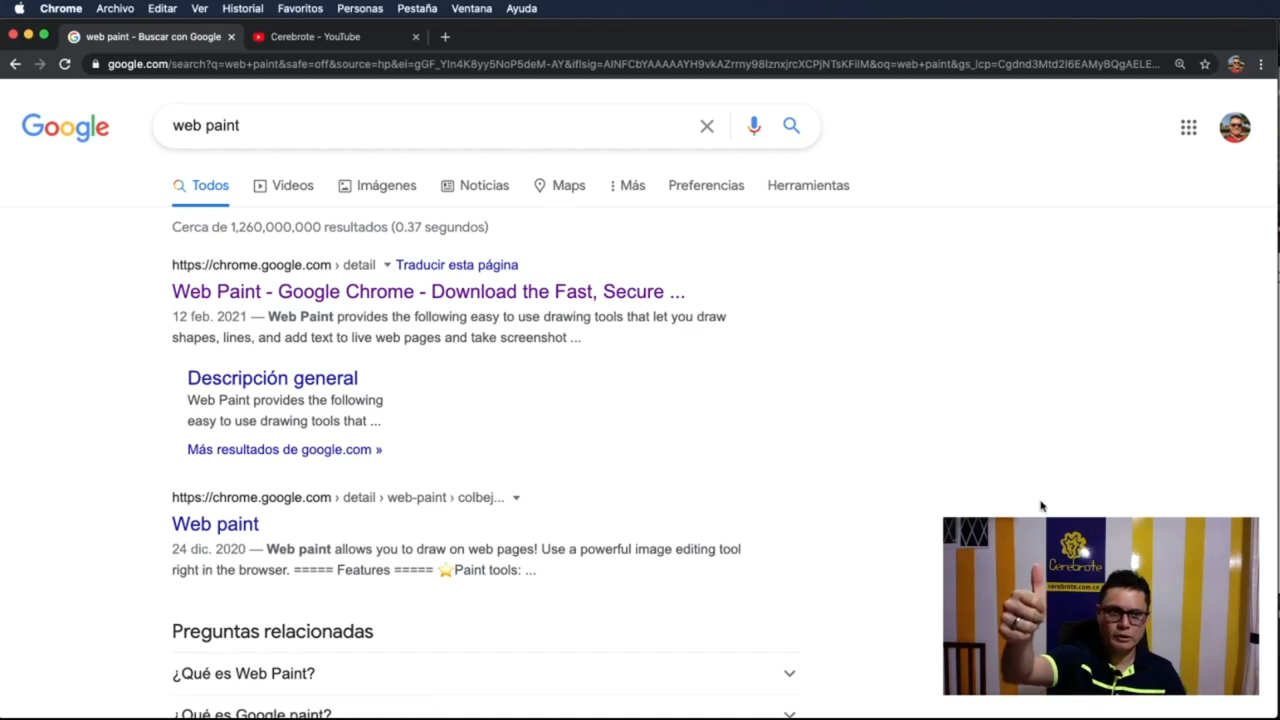 Chrome Archivo Editar Ver Historial Favoritos Personas Pestaña Ventana Ayuda
web paint - Buscar con Google
Cerebrote - YouTube
google.com/search?q=web+paint&safe=off&source=hp&ei=
Google
web paint
Todos Videos Imágenes Noticias Maps Más Preferencias Herramientas
Cerca de 1,260,000,000 resultados (0.37 segundos)
https://chrome.google.com › detail Traducir esta página
Web Paint - Google Chrome - Download the Fast, Secure ...
12 feb. 2021 — Web Paint provides the following easy to use drawing tools that let you draw
shapes, lines, and add text to live web pages and take screenshot ...
Descripción general
Web Paint provides the following
easy to use drawing tools that ...
Más resultados de google.com »
https://chrome.google.com › detail › web-paint › colbej...
Web paint
24 dic. 2020 — Web paint allows you to draw on web pages! Use a powerful image editing tool
right in the browser. ===== Features ===== ⭐Paint tools: ...
Preguntas relacionadas
¿Qué es Web Paint?
¿Qué es Google paint?
Cerebrote
cerebrote.com.co